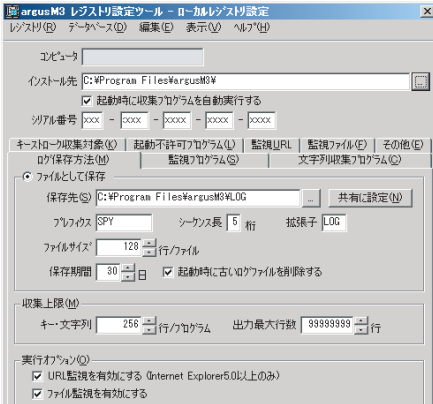 argusM3 レジストリ設定ツール - ローカルレジストリ設定
レジストリ(R) データベース(D) 編集(E) 表示(V) ヘルプ(H)
コンピュータ
インストール先 C:¥Program Files¥argusM3¥
起動時に収集プログラムを自動実行する
シリアル番号 xxx - xxxx - xxxx - xxxx - xxxx
キーストローク収集対象(K) 起動不許可プログラム(L) 監視URL 監視ファイル(F) その他(E)
ログ保存方法(M) 監視プログラム(S) 文字列収集プログラム(C)
ファイルとして保存
保存先(S) C:¥Program Files¥argusM3¥LOG ... 共有に設定(N)
プレフィクス SPY シーケンス長 5 桁 拡張子 LOG
ファイルサイズ 128 行/ファイル
保存期間 30 日 起動時に古いログファイルを削除する
収集上限(M)
キー・文字列 256 行/プログラム 出力最大行数 99999999 行
実行オプション(O)
URL監視を有効にする (Internet Explorer5.0以上のみ)
ファイル監視を有効にする